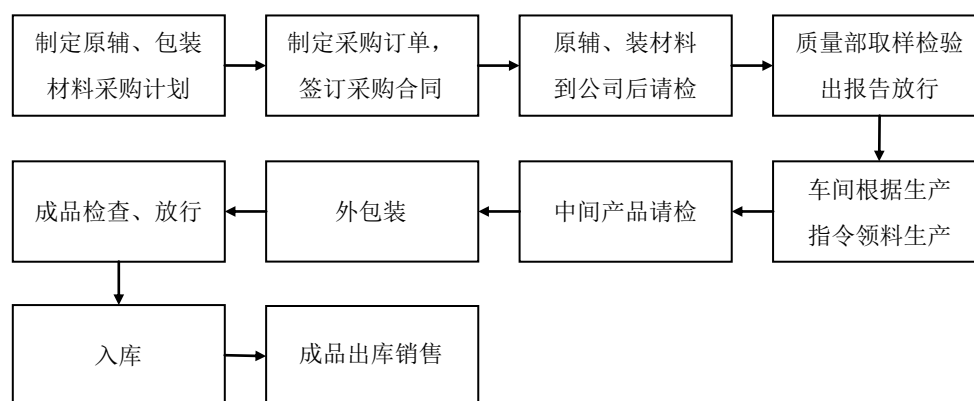 制定原辅、包装
材料采购计划
制定采购订单，
签订采购合同
原辅、装材料
到公司后请检
质量部取样检验
出报告放行
车间根据生产
指令领料生产
中间产品请检
外包装
成品检查、放行
入库
成品出库销售